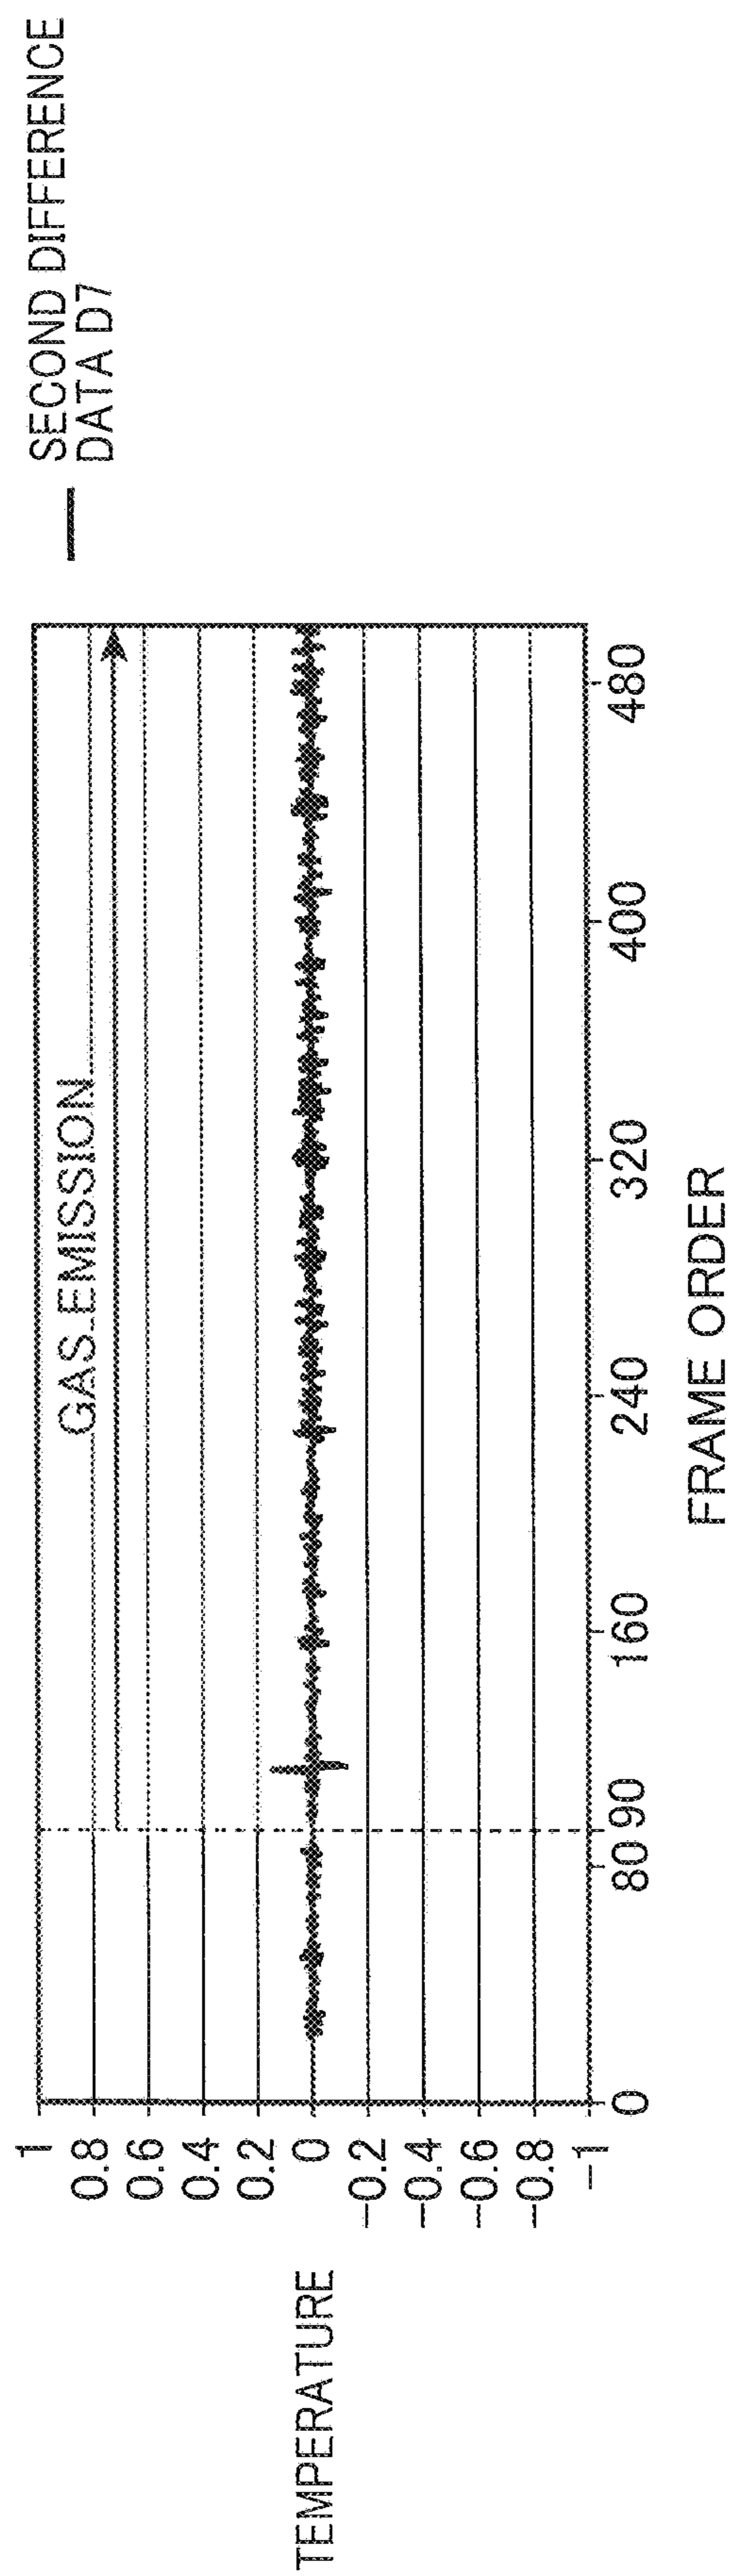 SECOND DIFFERENCE
DATA D7
GAS EMISSION
TEMPERATURE
1
0.8
0.6
0.4
0.2
0
-0.2
-0.4
-0.6
-0.8
-1
0 80 90 160 240 320 400 480
FRAME ORDER